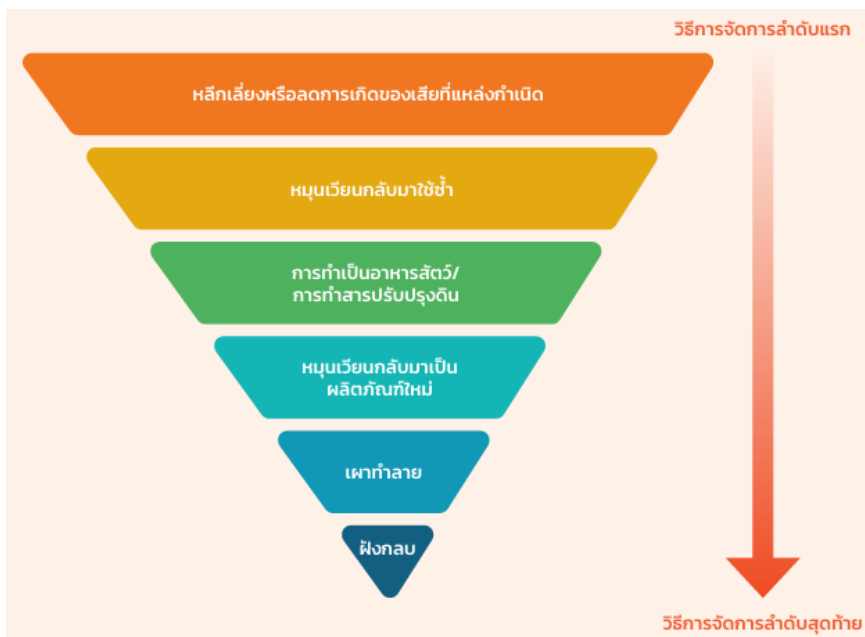 วิธีการจัดการลำดับแรก
หลีกเลี่ยงหรือลดการเกิดของเสียที่แหล่งกำเนิด
หมุนเวียนกลับมาใช้ซ้ำ
การทำเป็นอาหารสัตว์/
การทำสารปรับปรุงดิน
หมุนเวียนกลับมาเป็น
ผลิตภัณฑ์ใหม่
เผาทำลาย
ฝังกลบ
วิธีการจัดการลำดับสุดท้าย